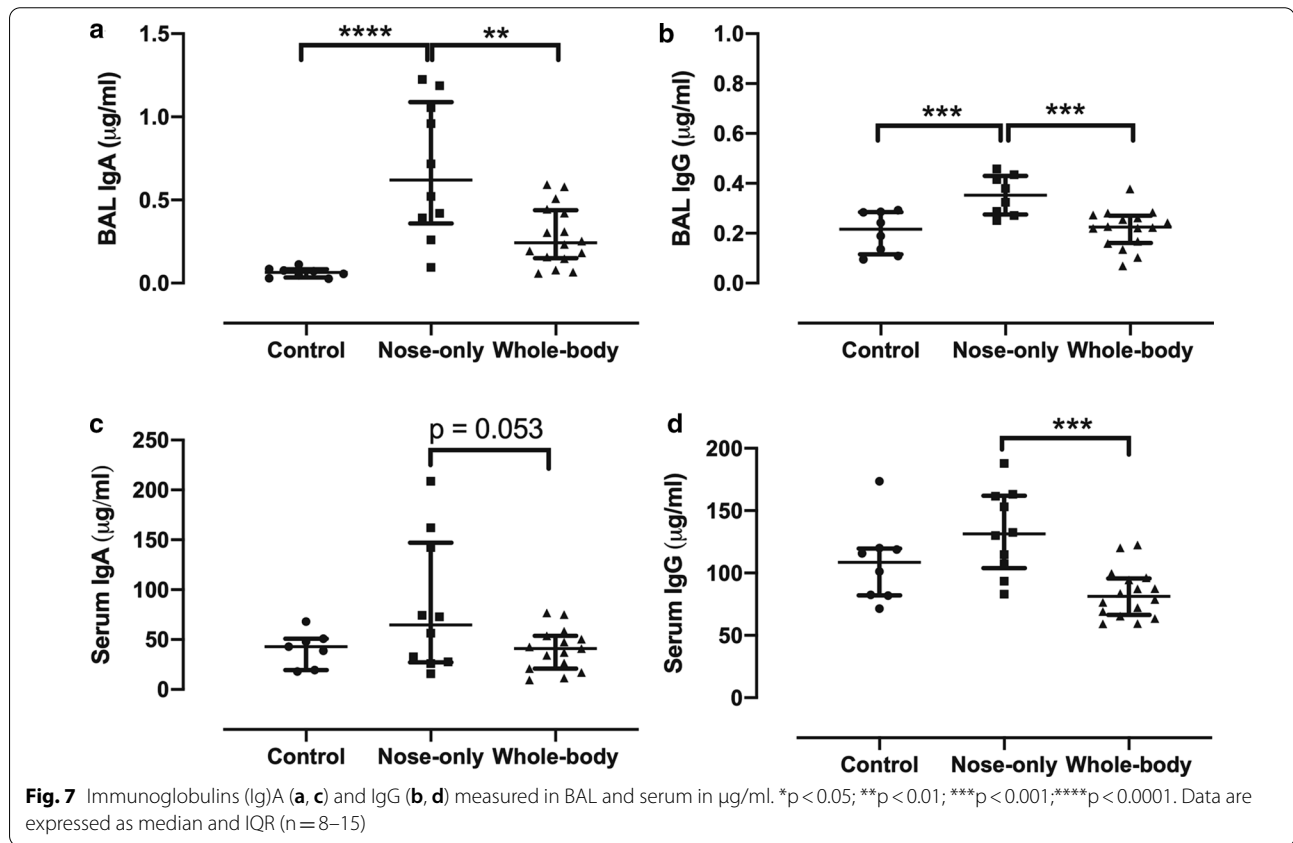 a
1.5
1.0
0.5
0.0
BAL IgA (µg/ml)
****
**
Control Nose-only Whole-body
b
1.0
0.8
0.6
0.4
0.2
0.0
BAL IgG (µg/ml)
***
***
Control Nose-only Whole-body
c
250
200
150
100
50
0
Serum IgA (µg/ml)
p = 0.053
Control Nose-only Whole-body
d
200
150
100
50
0
Serum IgG (µg/ml)
***
Control Nose-only Whole-body
Fig. 7 Immunoglobulins (Ig)A (a, c) and IgG (b, d) measured in BAL and serum in µg/ml. *p < 0.05; **p < 0.01; ***p < 0.001;****p < 0.0001. Data are
expressed as median and IQR (n = 8–15)